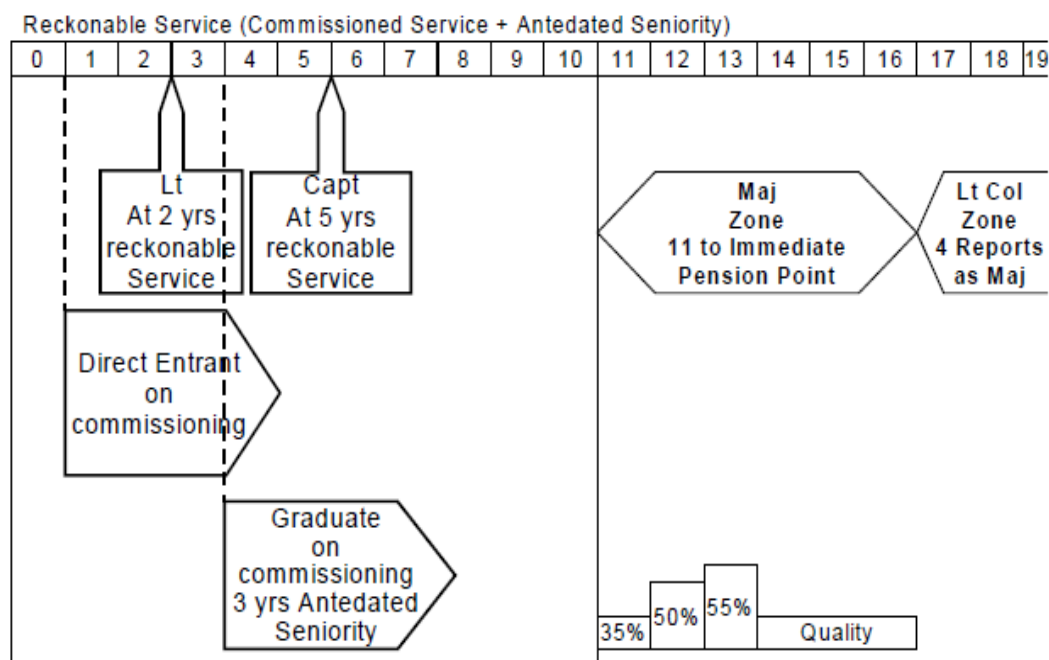 Reckonable Service (Commissioned Service + Antedated Seniority)
0 1 2 3 4 5 6 7 8 9 10 11 12 13 14 15 16 17 18 19
Lt
At 2 yrs
reckonable
Service
Capt
At 5 yrs
reckonable
Service
Maj
Zone
11 to Immediate
Pension Point
Lt Col
Zone
4 Reports
as Maj
Direct Entrant
on
commissioning
Graduate
on
commissioning
3 yrs Antedated
Seniority
35% 50% 55% Quality